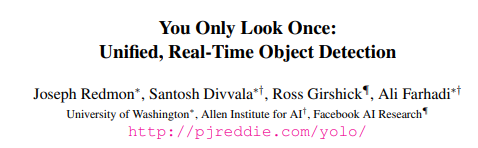 You Only Look Once:
Unified, Real-Time Object Detection
Joseph Redmon*, Santosh Divvala*†, Ross Girshick¶, Ali Farhadi*†
University of Washington*, Allen Institute for AI†, Facebook AI Research¶
http://pjreddie.com/yolo/